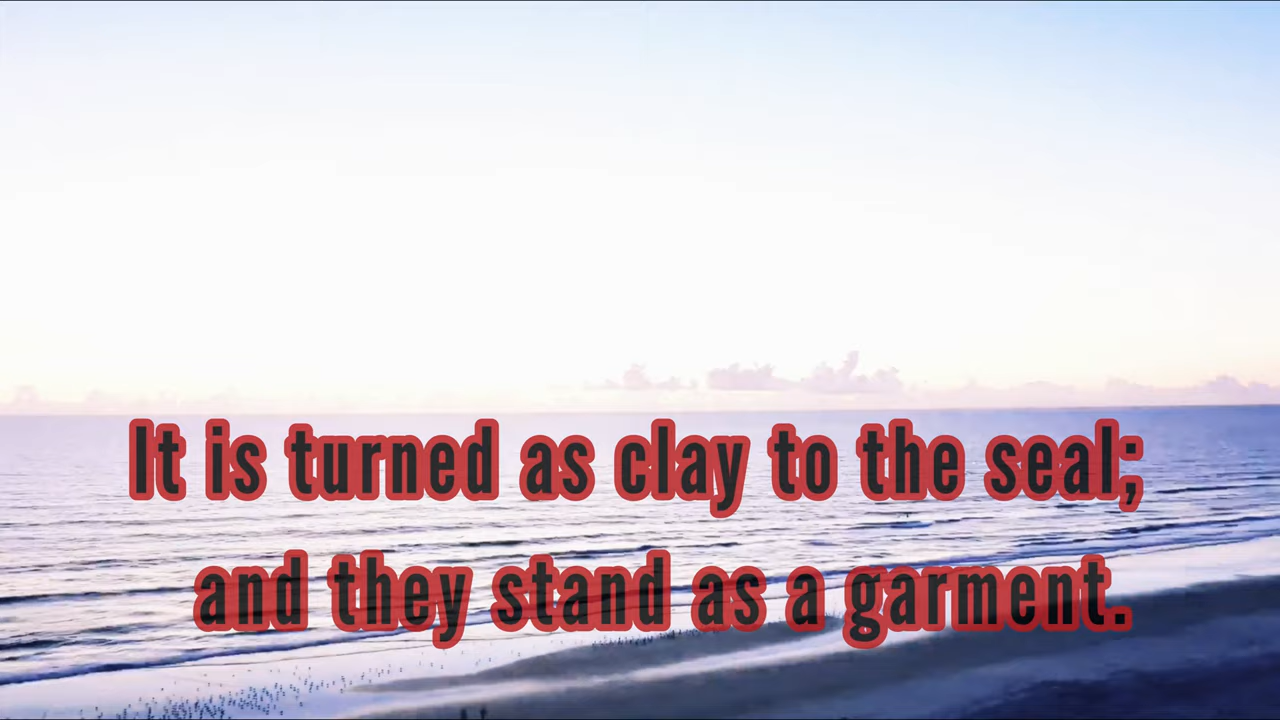 It is turned as clay to the seal;
and they stand as a garment.